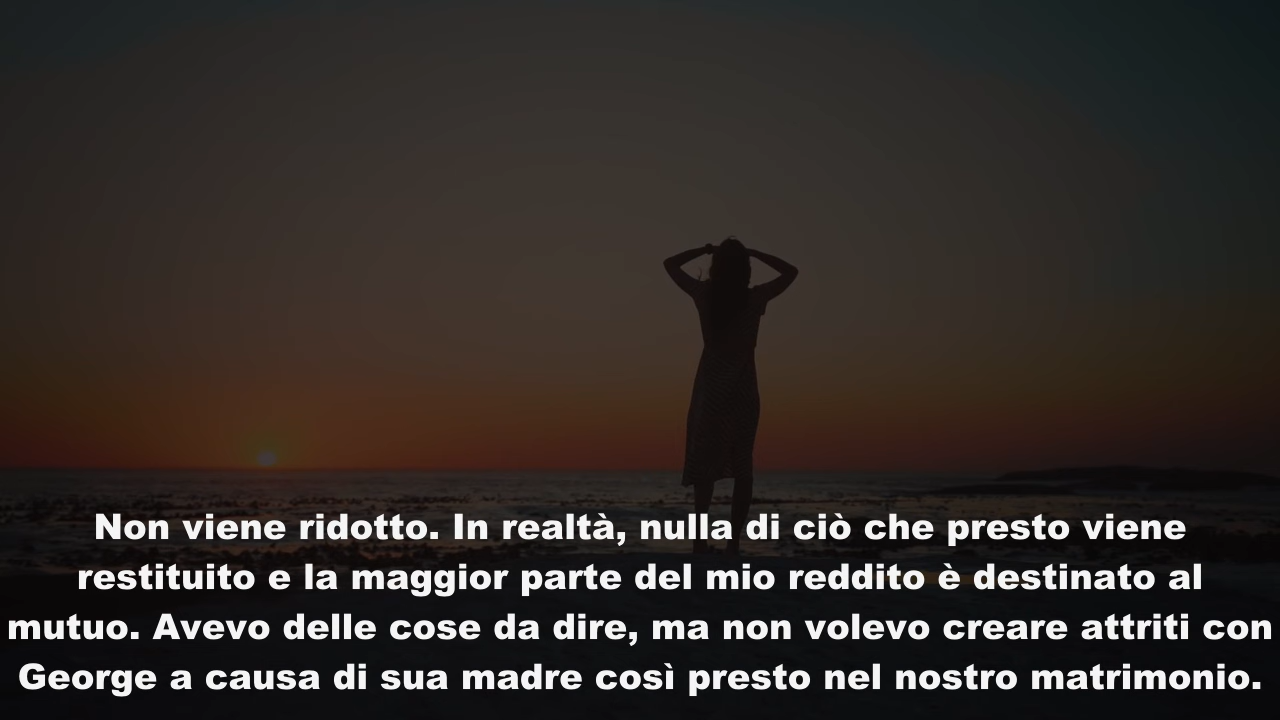 Non viene ridotto. In realtà, nulla di ciò che presto viene
restituito e la maggior parte del mio reddito è destinato al
mutuo. Avevo delle cose da dire, ma non volevo creare attriti con
George a causa di sua madre così presto nel nostro matrimonio.